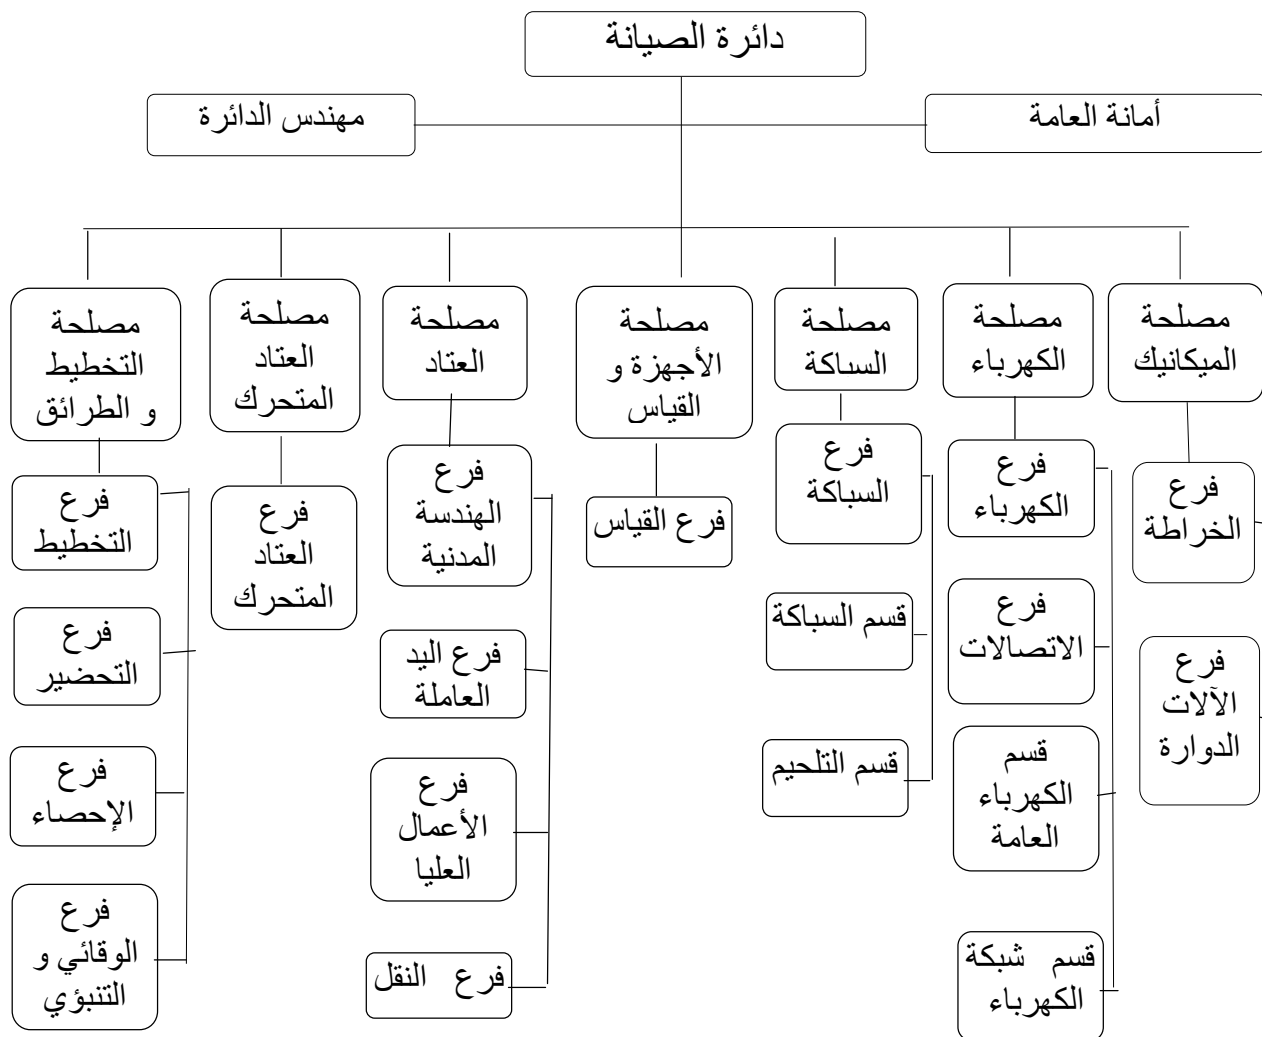 دائرة الصيانة
أمانة العامة
مهندس الدائرة
مصلحة
الميكانيك
مصلحة
الكهرباء
مصلحة
السباكة
مصلحة
الأجهزة و
القياس
مصلحة
العتاد
مصلحة
العتاد
المتحرك
مصلحة
التخطيط
و الطرائق
فرع
الخراطة
فرع
الآلات
الدوارة
فرع
الكهرباء
فرع
الاتصالات
قسم
الكهرباء
العامة
قسم شبكة
الكهرباء
فرع
السباكة
قسم السباكة
قسم التلحيم
فرع القياس
فرع
الهندسة
المدنية
فرع اليد
العاملة
فرع
الأعمال
العليا
فرع النقل
فرع
العتاد
المتحرك
فرع
التخطيط
فرع
التحضير
فرع
الإحصاء
فرع
الوقائي و
التنبؤي